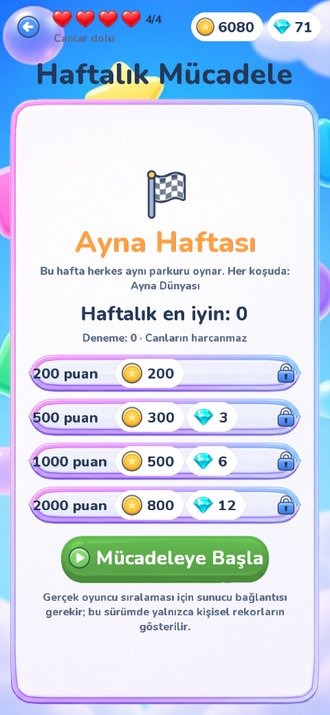 4/4
Canlar dolu
6080
71
Haftalık Mücadele
Ayna Haftası
Bu hafta herkes aynı parkuru oynar. Her koşuda:
Ayna Dünyası
Haftalık en iyin: 0
Deneme: 0 · Canların harcanmaz
200 puan 200
500 puan 300 3
1000 puan 500 6
2000 puan 800 12
Mücadeleye Başla
Gerçek oyuncu sıralaması için sunucu bağlantısı
gerekir; bu sürümde yalnızca kişisel rekorların
gösterilir.